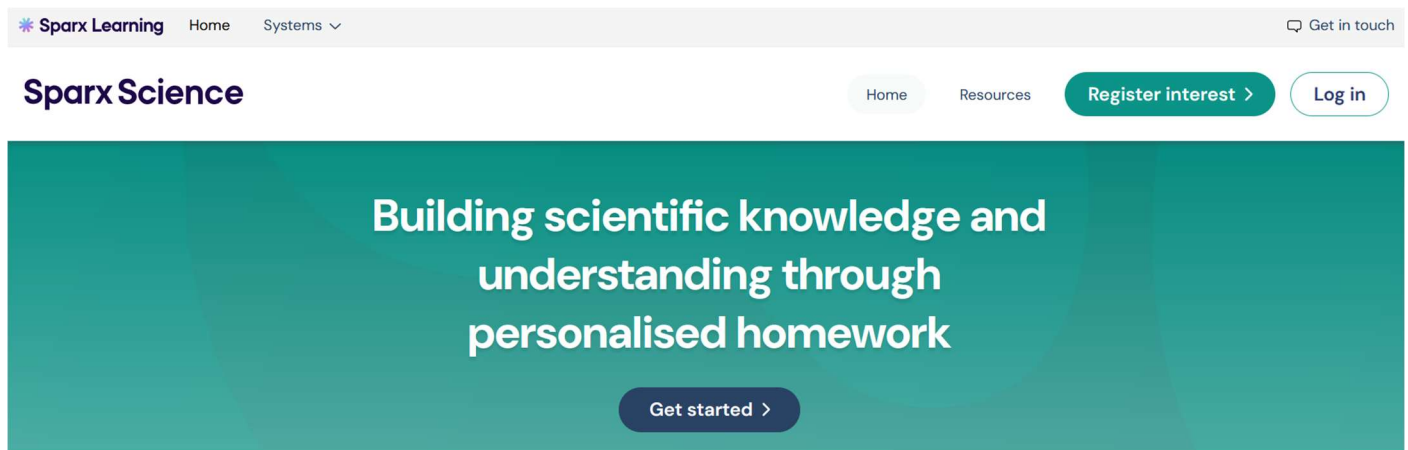 Sparx Learning Home Systems Get in touch
Sparx Science Home Resources Register interest Log in
Building scientific knowledge and
understanding through
personalised homework
Get started